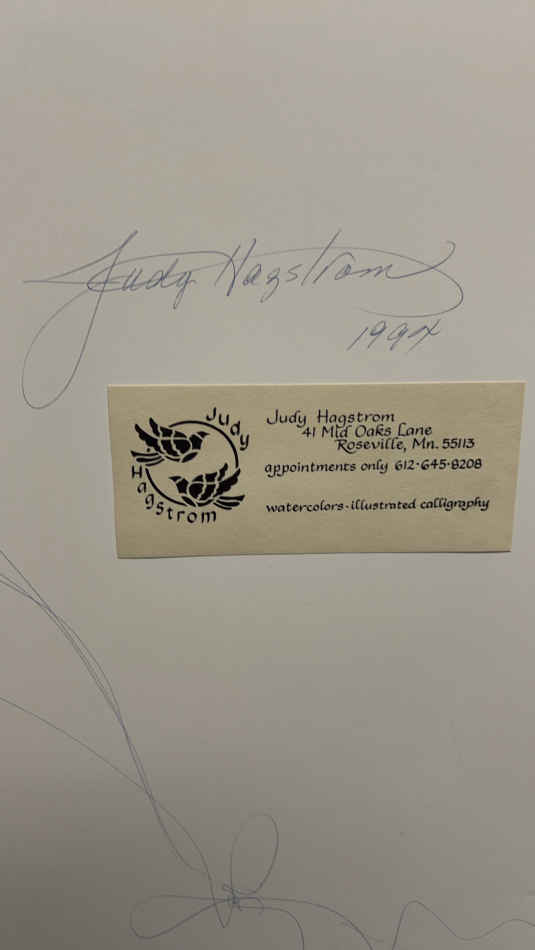 Judy Hagstrom
1994
Judy
Hagstrom
Judy Hagstrom
41 Mid Oaks Lane
Roseville, Mn. 55113
appointments only 612·645·8208
watercolors·illustrated calligraphy